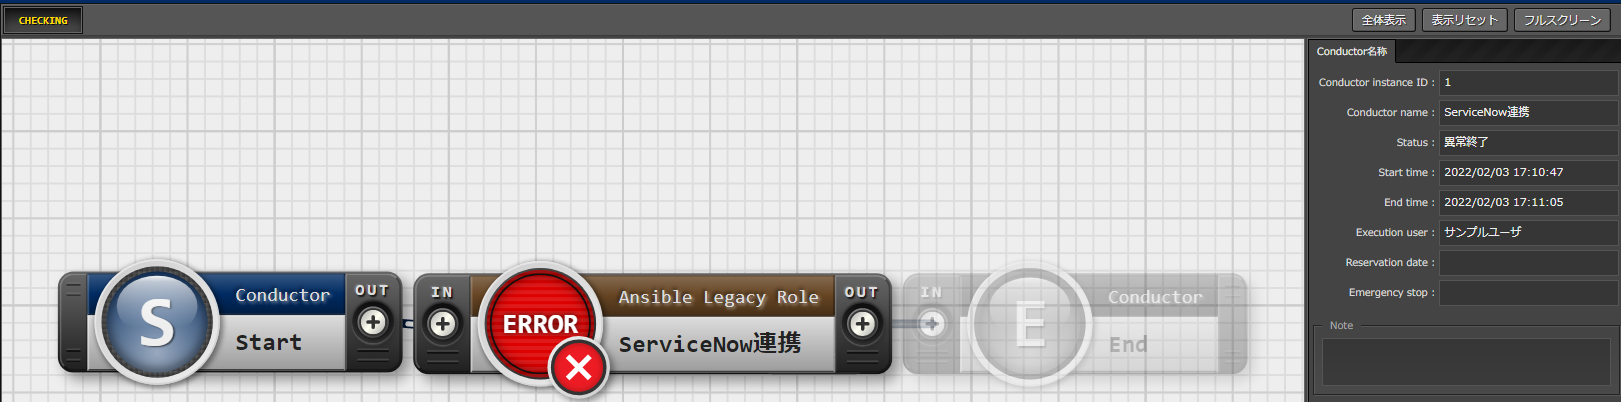 CHECKING
全体表示
表示リセット
フルスクリーン
Conductor名称
Conductor instance ID : 1
Conductor name : ServiceNow連携
Status : 異常終了
Start time : 2022/02/03 17:10:47
End time : 2022/02/03 17:11:05
Execution user : サンプルユーザ
Reservation date :
Emergency stop :
Note
S
Conductor
Start
OUT
IN
ERROR
Ansible Legacy Role
ServiceNow連携
OUT
IN
E
Conductor
End